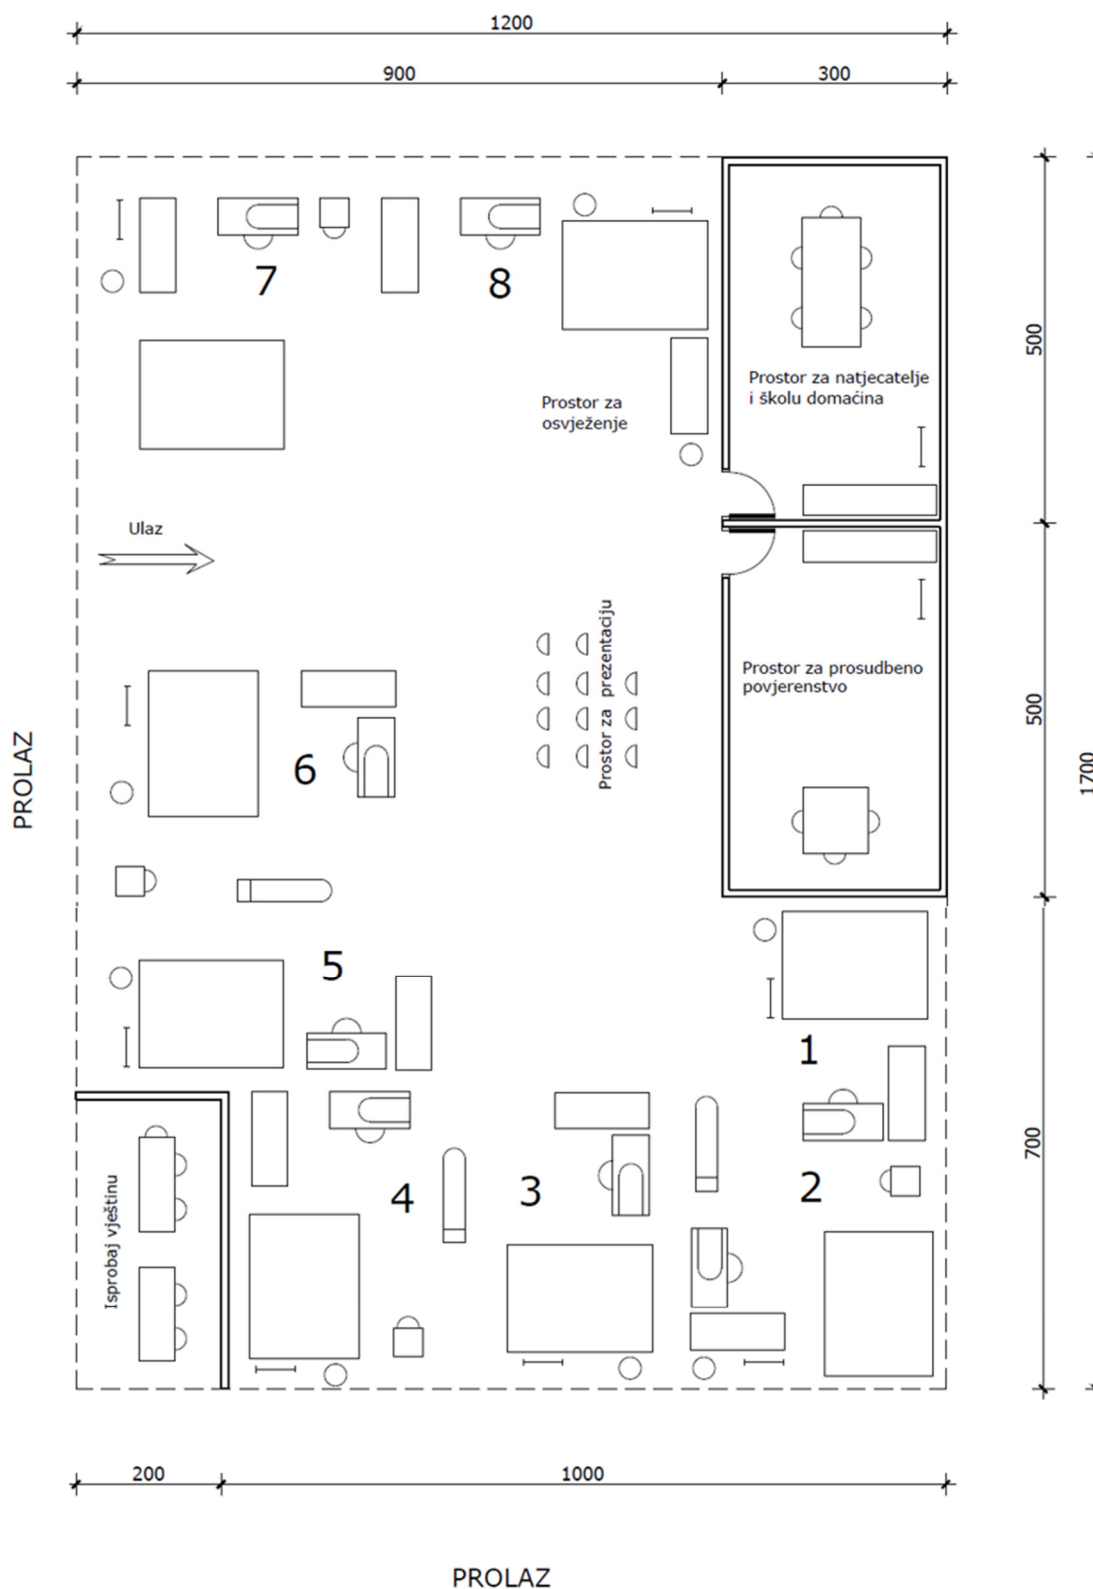 1200
900
300
7
8
500
Prostor za natjecatelje
i školu domaćina
Prostor za
osvježenje
Ulaz
Prostor za prezentaciju
Prostor za prosudbeno
povjerenstvo
500
1700
PROLAZ
6
5
1
Isprobaj vještinu
4
3
2
700
200
1000
PROLAZ